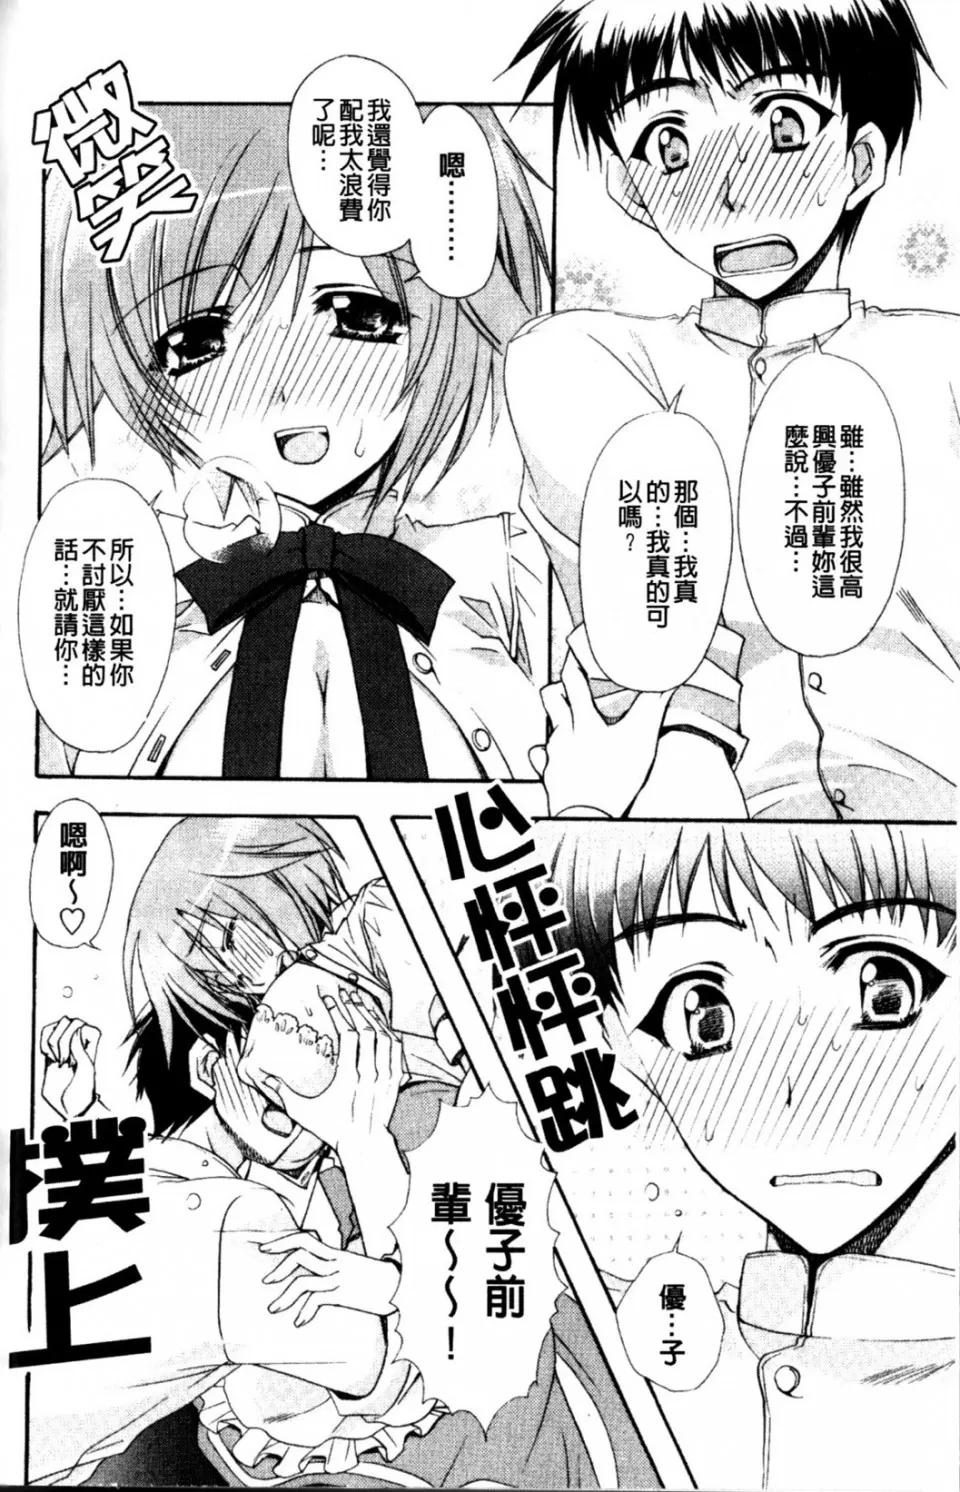 雖…雖然我很高
興優子前輩妳這
麼說…不過…
那個…我真
的…我真的可
以嗎？
嗯………
我還覺得你
配我太浪費
了呢…
微笑
所以…如果你
不討厭這樣的
話…就請你…
心怦怦跳
優…子
優子前
輩～～！
嗯啊～♡
撲上